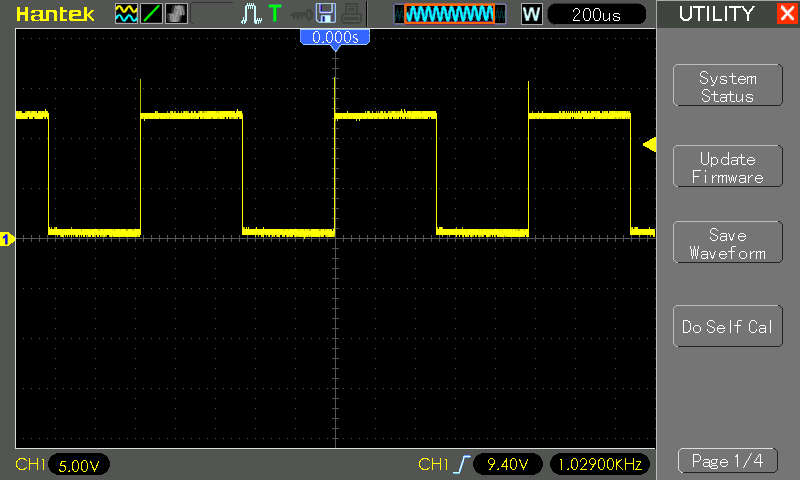 Hantek
T
W
200us
UTILITY
0.000s
System
Status
Update
Firmware
Save
Waveform
Do Self Cal
Page 1/4
1
CH1 5.00V
CH1 9.40V 1.02900KHz